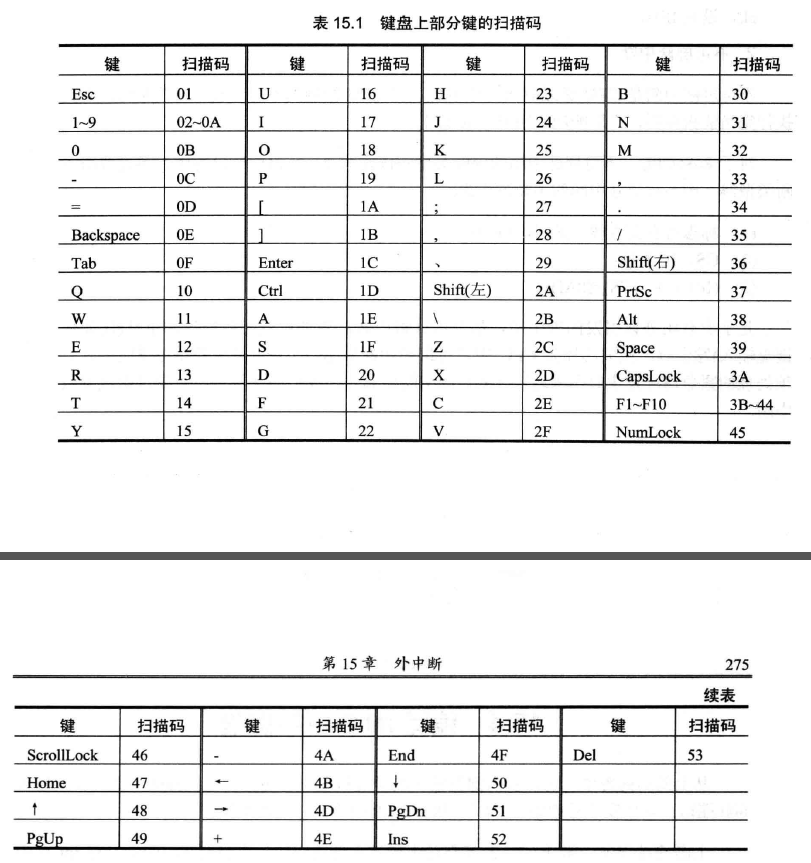 表 15.1 键盘上部分键的扫描码
键 扫描码 键 扫描码 键 扫描码 键 扫描码
Esc 01 U 16 H 23 B 30
1~9 02~0A I 17 J 24 N 31
0 0B O 18 K 25 M 32
- 0C P 19 L 26 , 33
= 0D [ 1A ; 27 . 34
Backspace 0E ] 1B , 28 / 35
Tab 0F Enter 1C 、 29 Shift(右) 36
Q 10 Ctrl 1D Shift(左) 2A PrtSc 37
W 11 A 1E \ 2B Alt 38
E 12 S 1F Z 2C Space 39
R 13 D 20 X 2D CapsLock 3A
T 14 F 21 C 2E F1~F10 3B~44
Y 15 G 22 V 2F NumLock 45
第 15 章 外中断 275
续表
键 扫描码 键 扫描码 键 扫描码 键 扫描码
ScrollLock 46 - 4A End 4F Del 53
Home 47 ← 4B ↓ 50
↑ 48 → 4D PgDn 51
PgUp 49 + 4E Ins 52